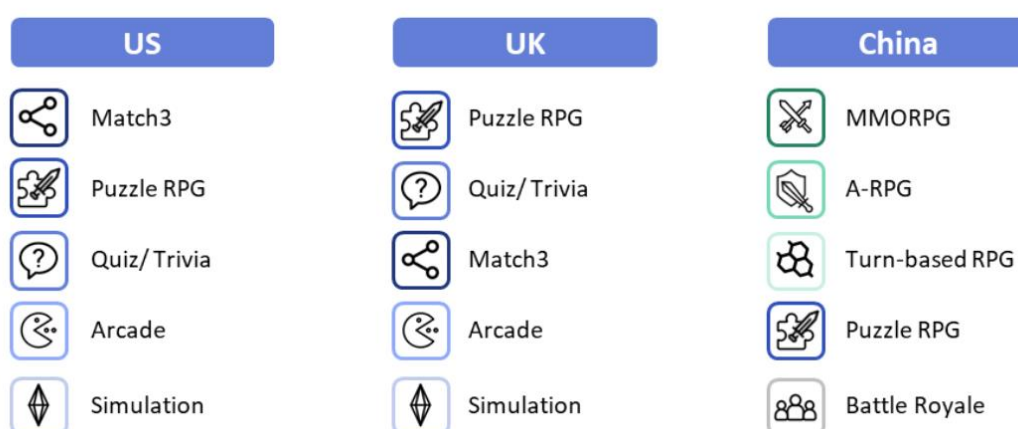 US
Match3
Puzzle RPG
Quiz/ Trivia
Arcade
Simulation
UK
Puzzle RPG
Quiz/ Trivia
Match3
Arcade
Simulation
China
MMORPG
A-RPG
Turn-based RPG
Puzzle RPG
Battle Royale